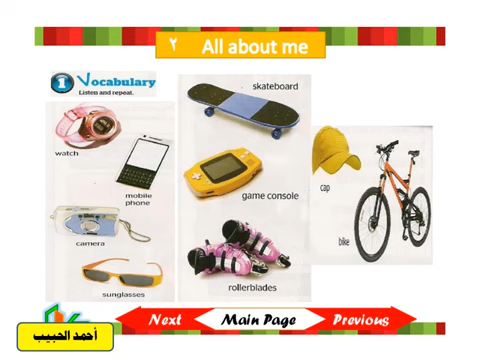 ٢ All about me
1 Vocabulary
Listen and repeat.
watch
mobile
phone
camera
sunglasses
skateboard
game console
rollerblades
cap
bike
Next Main Page Previous
أحمد الحبيب